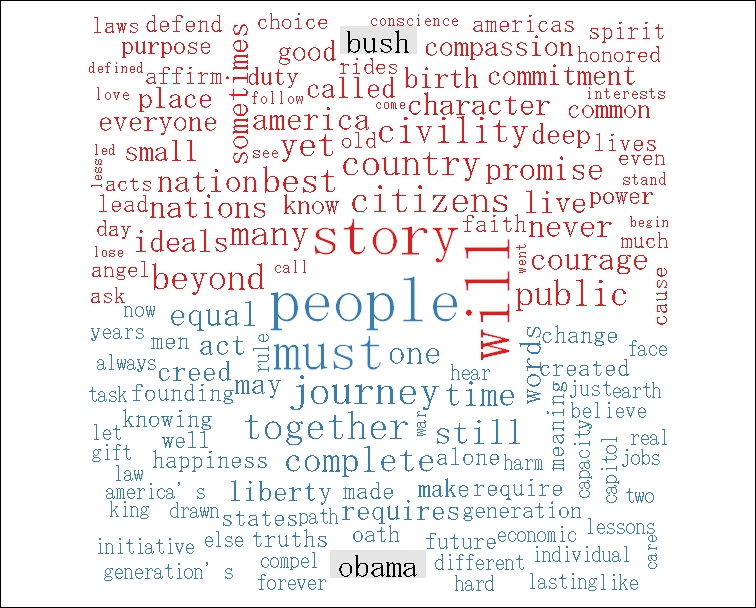 laws defend choice conscience americas spirit
purpose good bush compassion honored
defined affirm. duty rides birth commitment
love place sometimes follow called come character interests
everyone america yet old civility deep common lives
led small see country promise even
less acts nation best citizens live power stand
lead nations know faith never begin
day ideals many story will much
lose angel beyond call went courage
ask people public cause
now equal
years men act rule must one words change face
always creed hear created
task founding may journey time just earth
let knowing together war still meaning believe
gift well capacity real
law happiness complete alone harm capitol jobs
america's liberty made make require two
king drawn states path requires generation
initiative else truths oath future economic lessons
generation's compel obama different individual care
forever hard lasting like